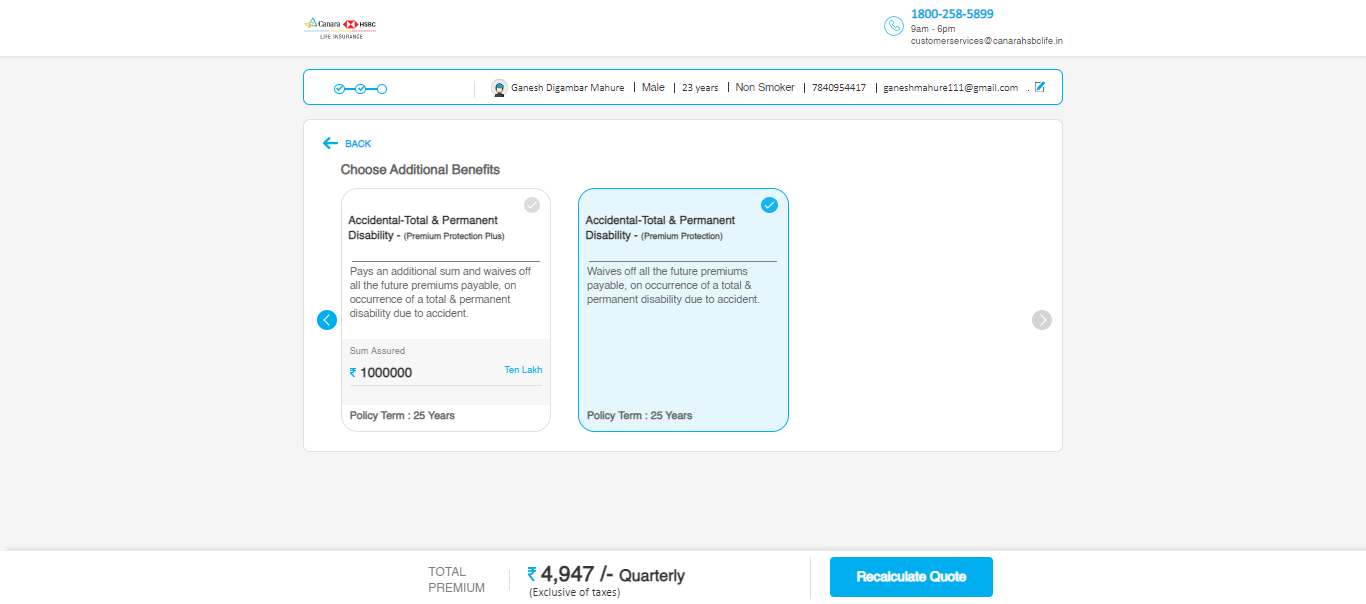 Canara HSBC
LIFE INSURANCE
1800-258-5899
9am - 6pm
customerservices@canarahsbclife.in
Ganesh Digambar Mahure | Male | 23 years | Non Smoker | 7840954417 | ganeshmahure111@gmail.com .
BACK
Choose Additional Benefits
Accidental-Total & Permanent
Disability - (Premium Protection Plus)
Pays an additional sum and waives off
all the future premiums payable, on
occurrence of a total & permanent
disability due to accident.
Sum Assured
₹ 1000000 Ten Lakh
Policy Term : 25 Years
Accidental-Total & Permanent
Disability - (Premium Protection)
Waives off all the future premiums
payable, on occurrence of a total &
permanent disability due to accident.
Policy Term : 25 Years
TOTAL
PREMIUM
₹ 4,947 /- Quarterly
(Exclusive of taxes)
Recalculate Quote